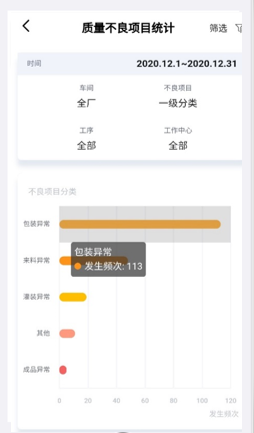 质量不良项目统计
筛选
时间
2020.12.1~2020.12.31
车间
不良项目
全厂
一级分类
工序
工作中心
全部
全部
不良项目分类
包装异常
包装异常
发生频次: 113
来料异常
灌装异常
其他
成品异常
0 20 40 60 80 100 120
发生频次